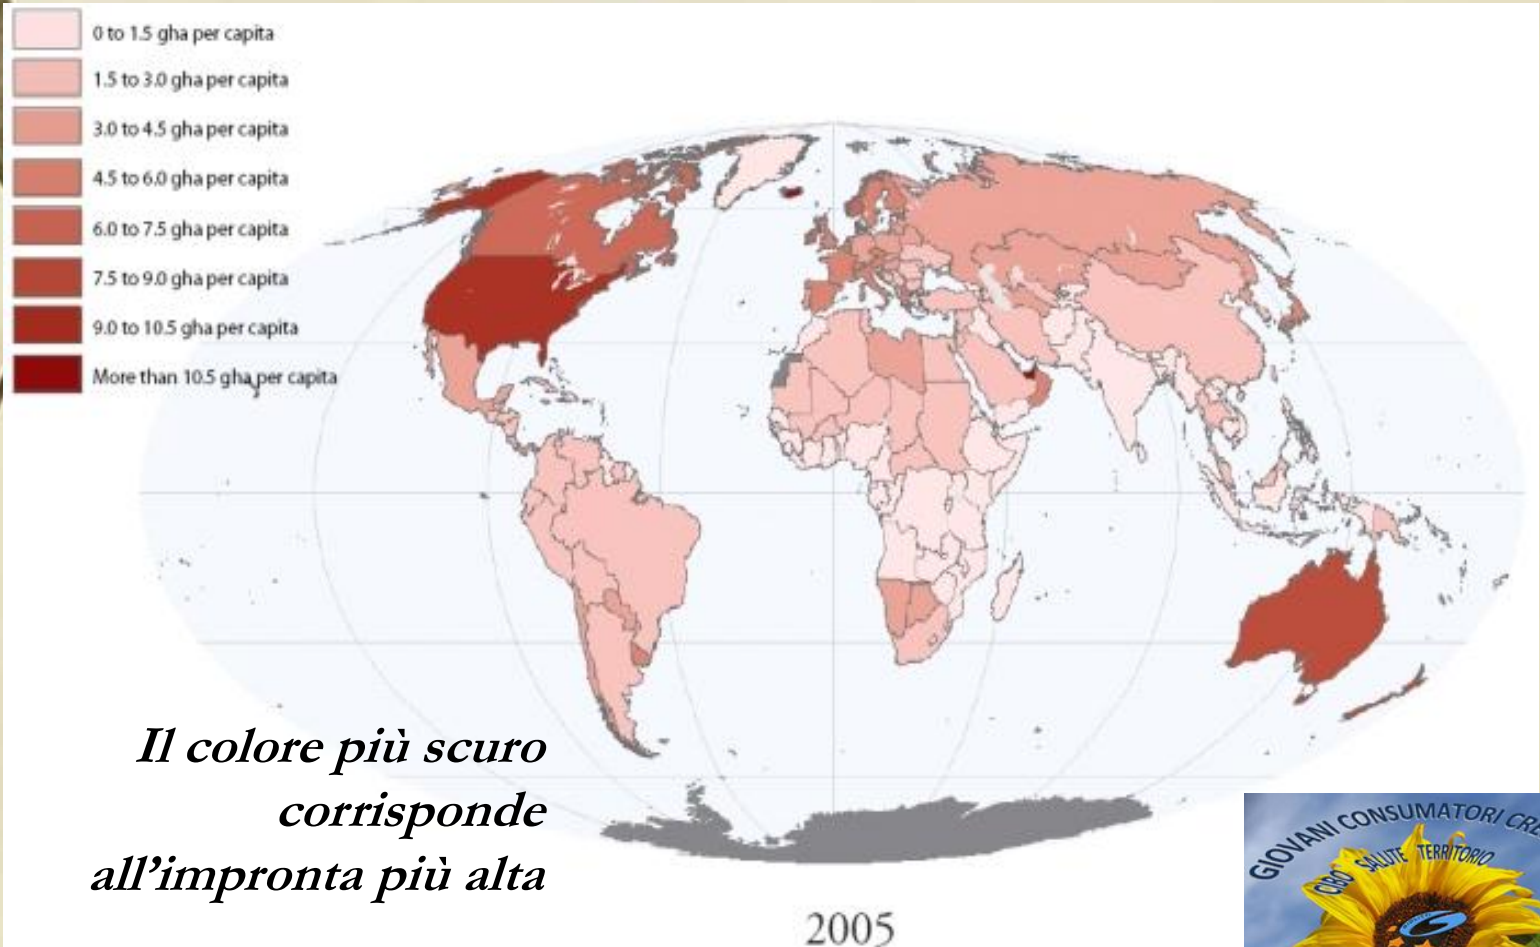 0 to 1.5 gha per capita
1.5 to 3.0 gha per capita
3.0 to 4.5 gha per capita
4.5 to 6.0 gha per capita
6.0 to 7.5 gha per capita
7.5 to 9.0 gha per capita
9.0 to 10.5 gha per capita
More than 10.5 gha per capita
Il colore più scuro
corrisponde
all’impronta più alta
2005
GIOVANI CONSUMATORI
CIBO SALUTE TERRITORIO